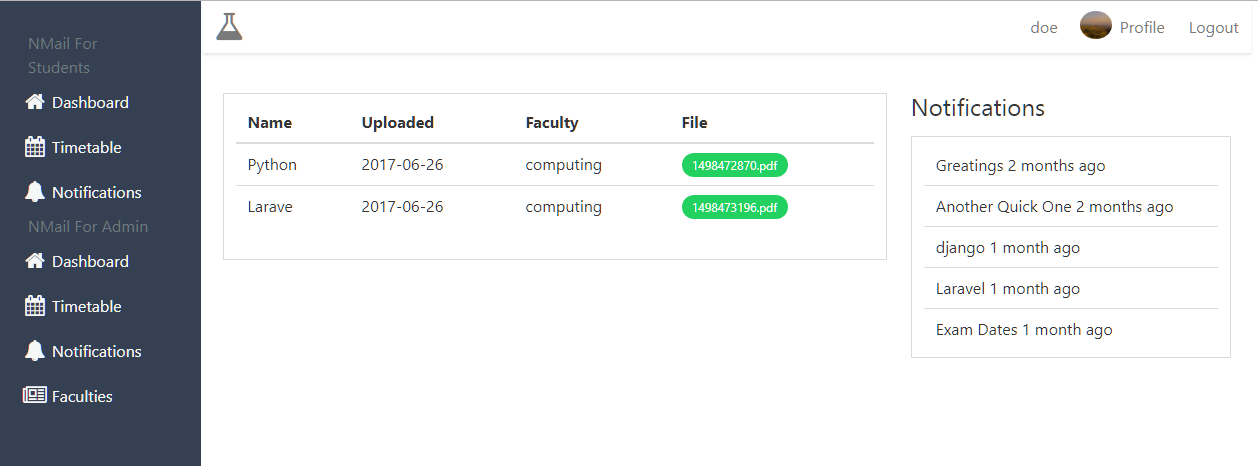 NMail For
Students
Dashboard
Timetable
Notifications
NMail For Admin
Dashboard
Timetable
Notifications
Faculties
doe Profile Logout
Name Uploaded Faculty File
Python 2017-06-26 computing 1498472870.pdf
Larave 2017-06-26 computing 1498473196.pdf
Notifications
Greatings 2 months ago
Another Quick One 2 months ago
django 1 month ago
Laravel 1 month ago
Exam Dates 1 month ago